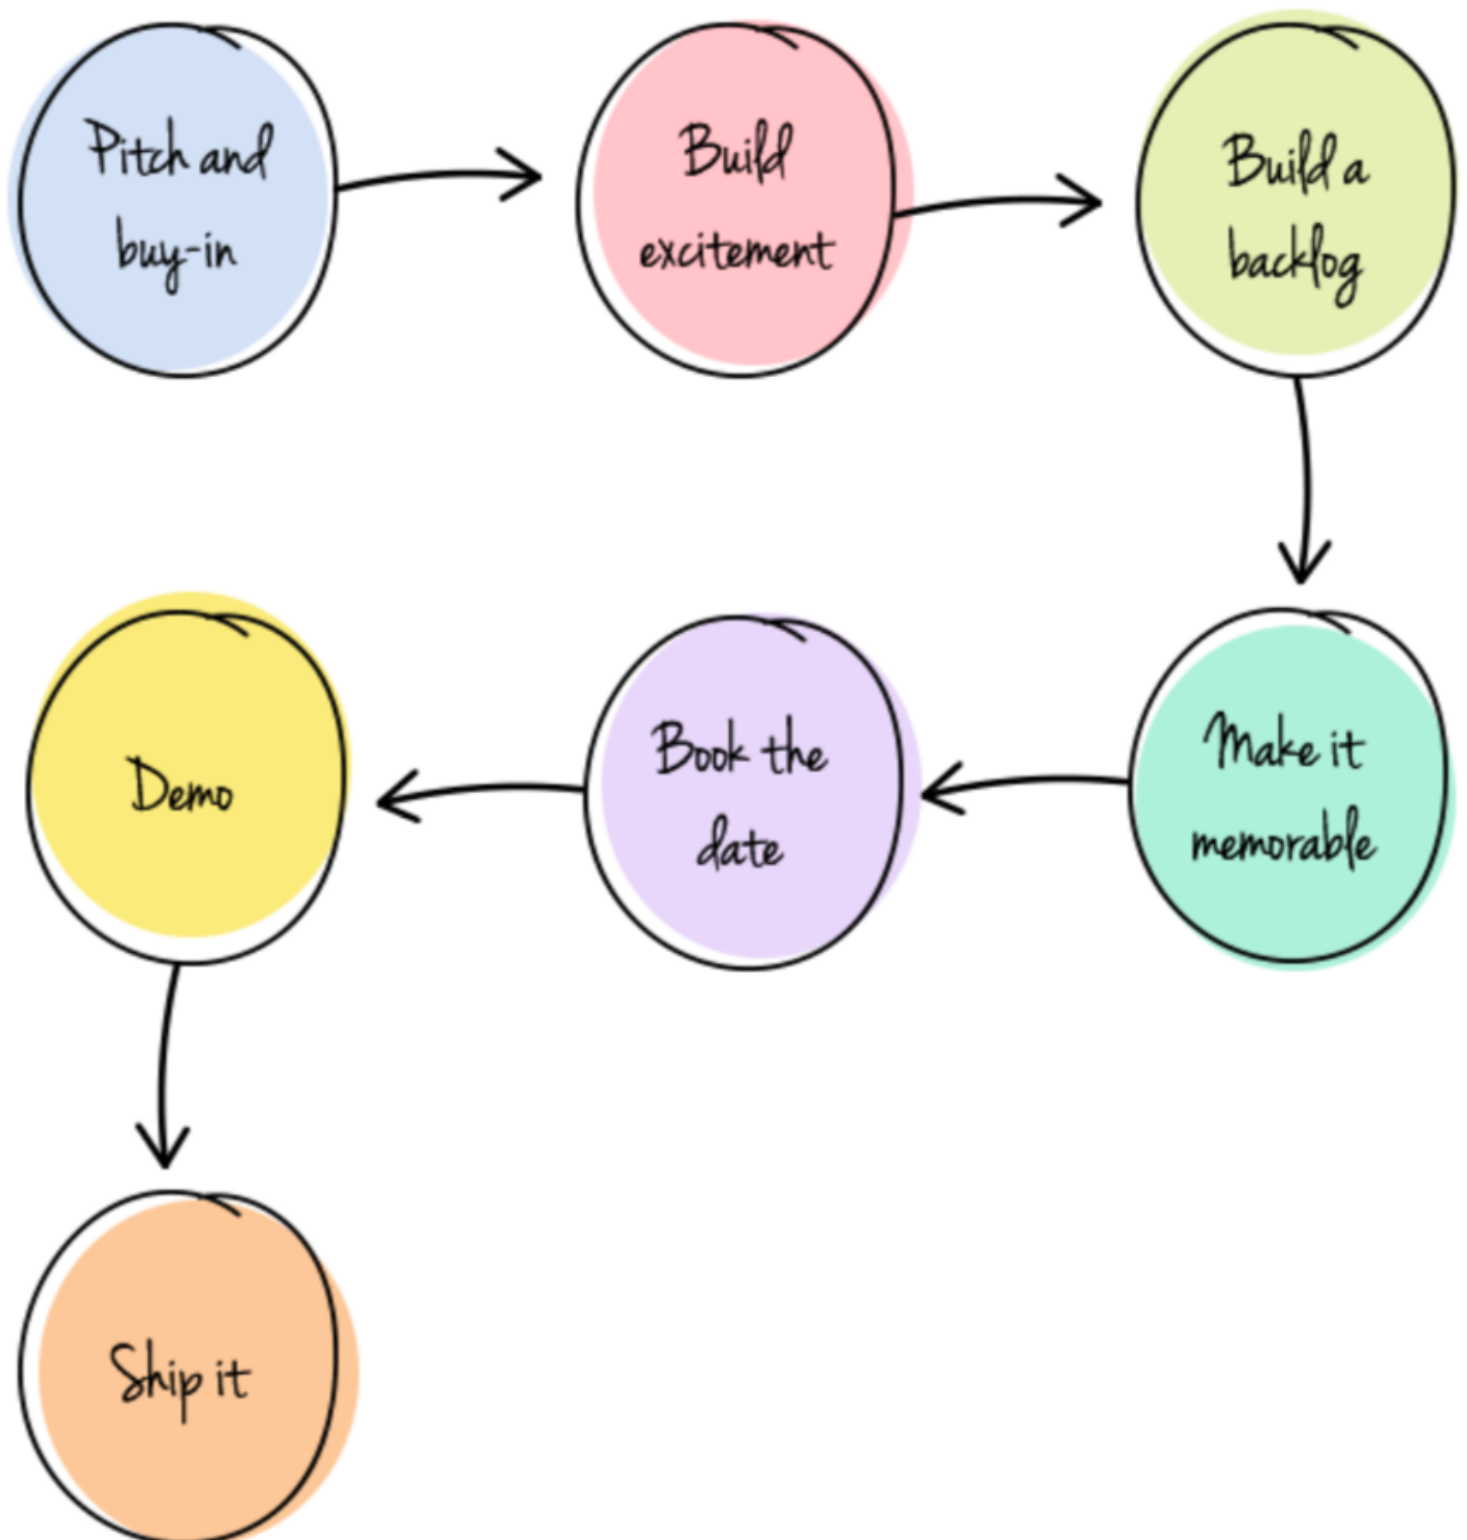 Pitch and
buy-in
Build
excitement
Build a
backlog
Make it
memorable
Book the
date
Demo
Ship it